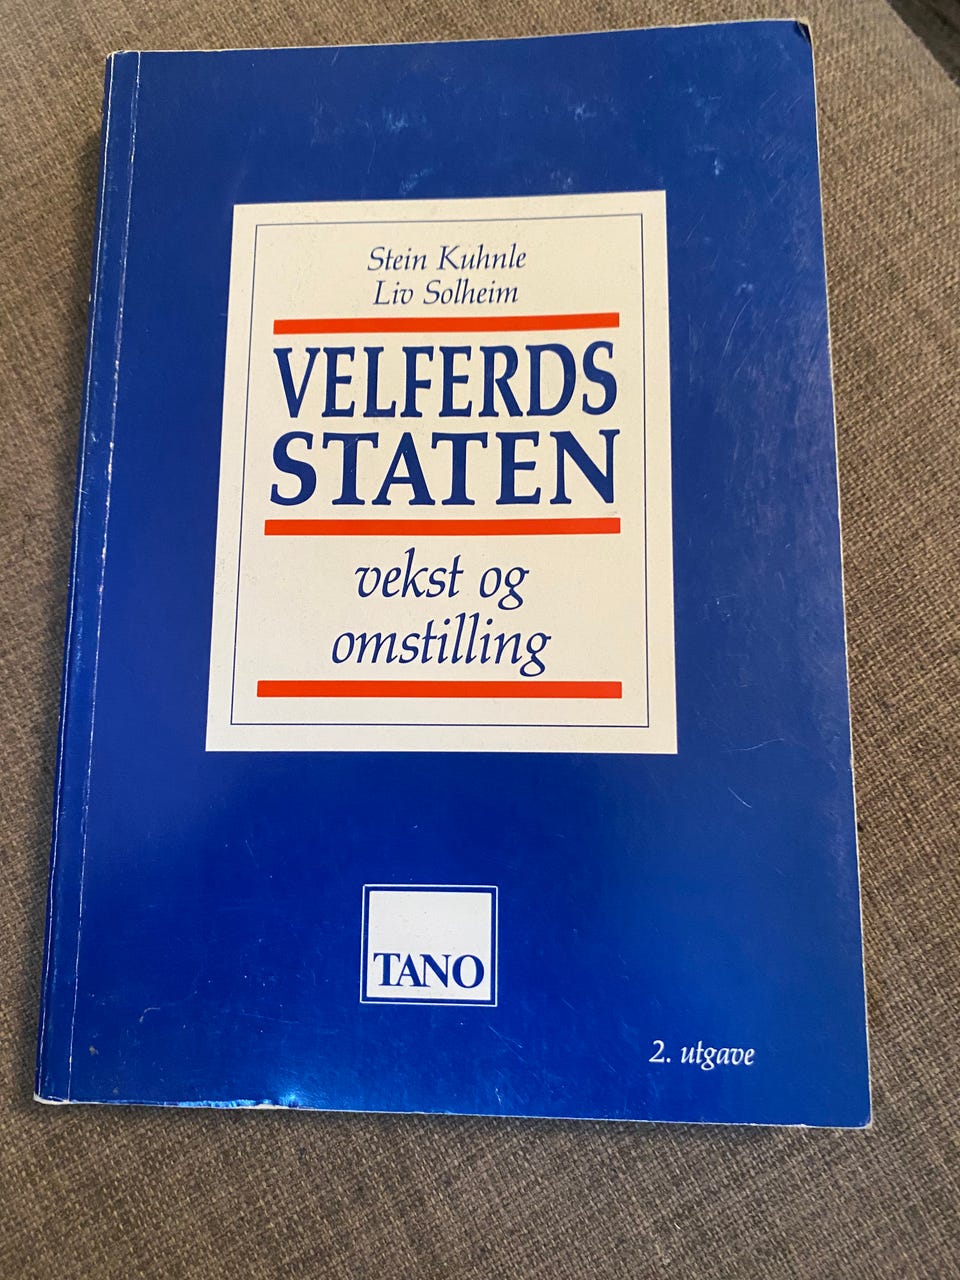 Stein Kuhnle
Liv Solheim
VELFERDS
STATEN
vekst og
omstilling
TANO
2. utgave